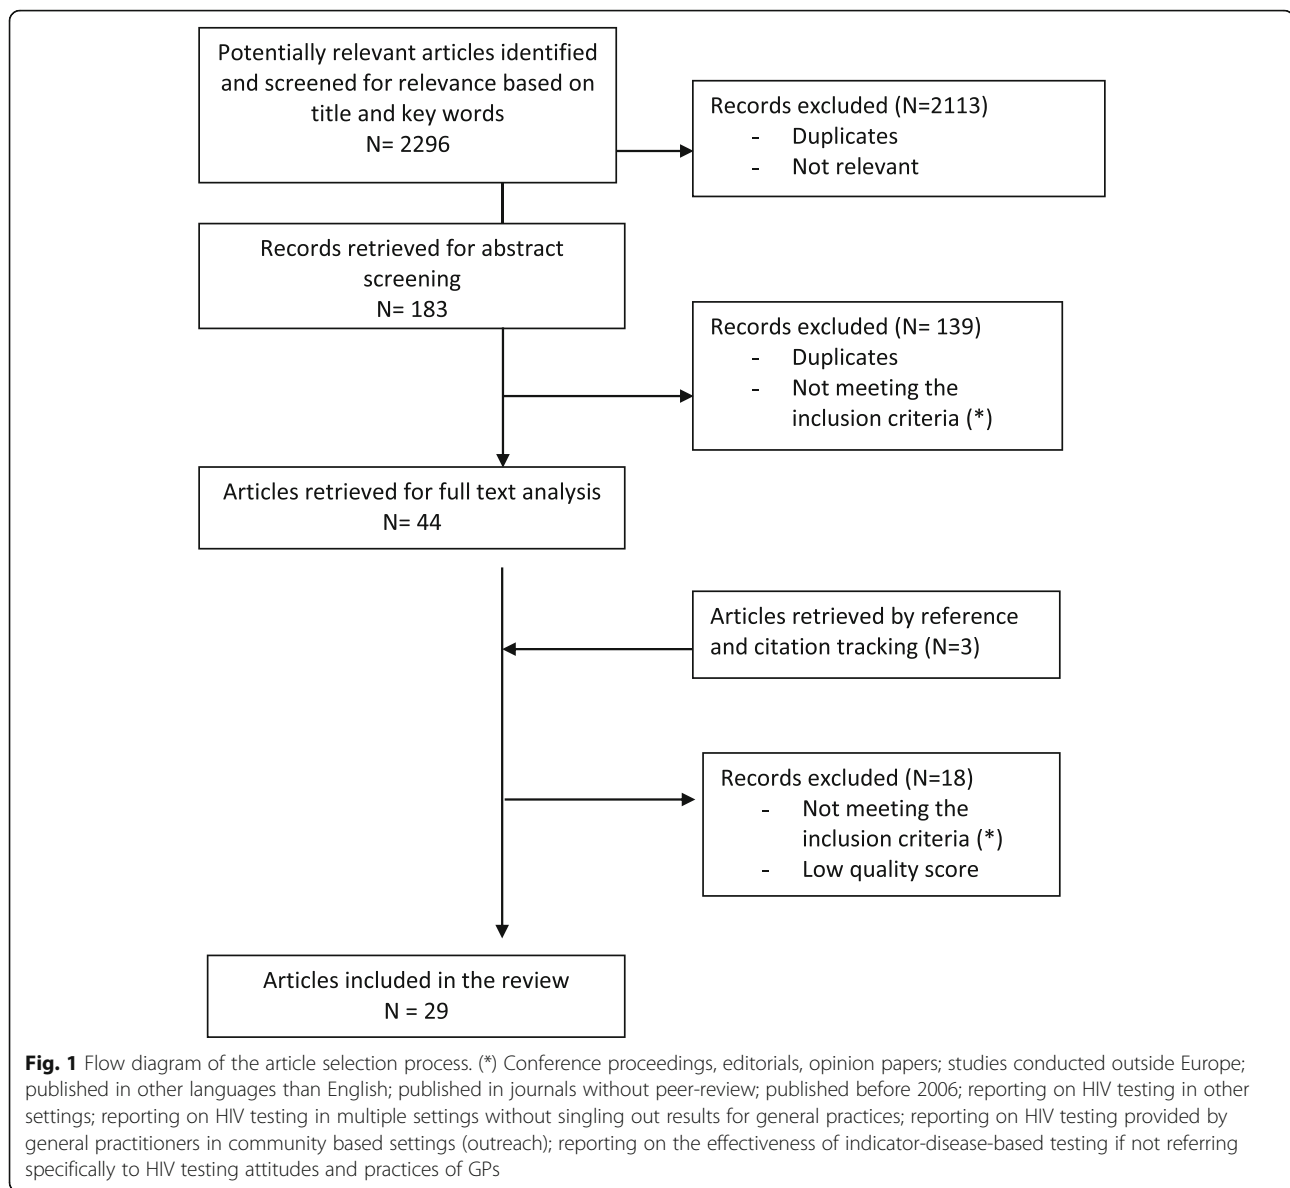 Potentially relevant articles identified
and screened for relevance based on
title and key words
N= 2296
Records excluded (N=2113)
- Duplicates
- Not relevant
Records retrieved for abstract
screening
N= 183
Records excluded (N= 139)
- Duplicates
- Not meeting the
inclusion criteria (*)
Articles retrieved for full text analysis
N= 44
Articles retrieved by reference
and citation tracking (N=3)
Records excluded (N=18)
- Not meeting the
inclusion criteria (*)
- Low quality score
Articles included in the review
N = 29
Fig. 1 Flow diagram of the article selection process. (*) Conference proceedings, editorials, opinion papers; studies conducted outside Europe;
published in other languages than English; published in journals without peer-review; published before 2006; reporting on HIV testing in other
settings; reporting on HIV testing in multiple settings without singling out results for general practices; reporting on HIV testing provided by
general practitioners in community based settings (outreach); reporting on the effectiveness of indicator-disease-based testing if not referring
specifically to HIV testing attitudes and practices of GPs